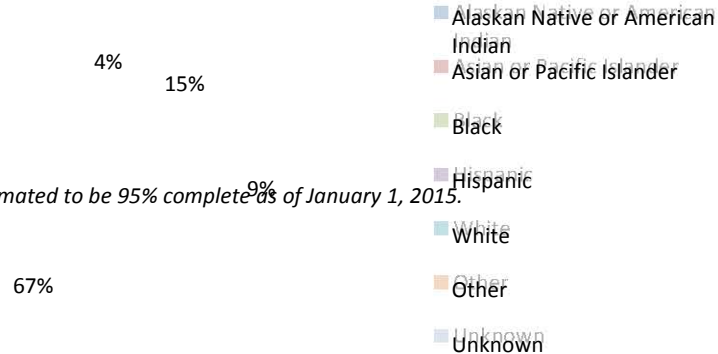 Alaskan Native or American
Indian
4%
Asian or Pacific Islander
15%
Black
Hispanic
9%
mated to be 95% complete as of January 1, 2015.
White
67%
Other
Unknown